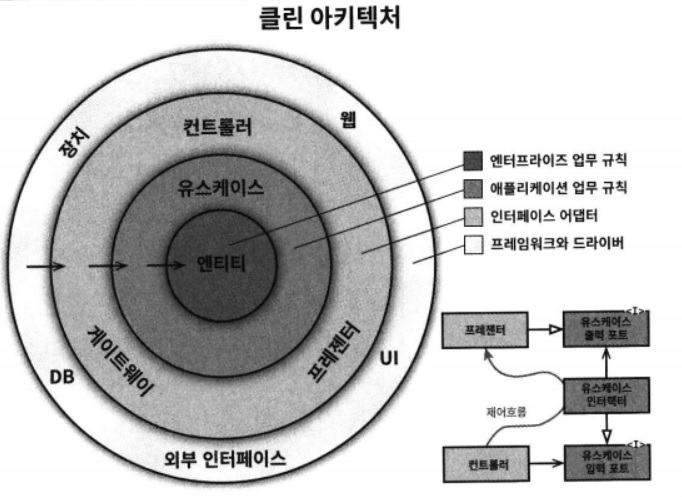 클린 아키텍처
장치
웹
컨트롤러
유스케이스
엔티티
게이트웨이
프레젠터
DB
UI
외부 인터페이스
엔터프라이즈 업무 규칙
애플리케이션 업무 규칙
인터페이스 어댑터
프레임워크와 드라이버
프레젠터
<I>
유스케이스
출력 포트
유스케이스
인터랙터
제어흐름
컨트롤러
<I>
유스케이스
입력 포트